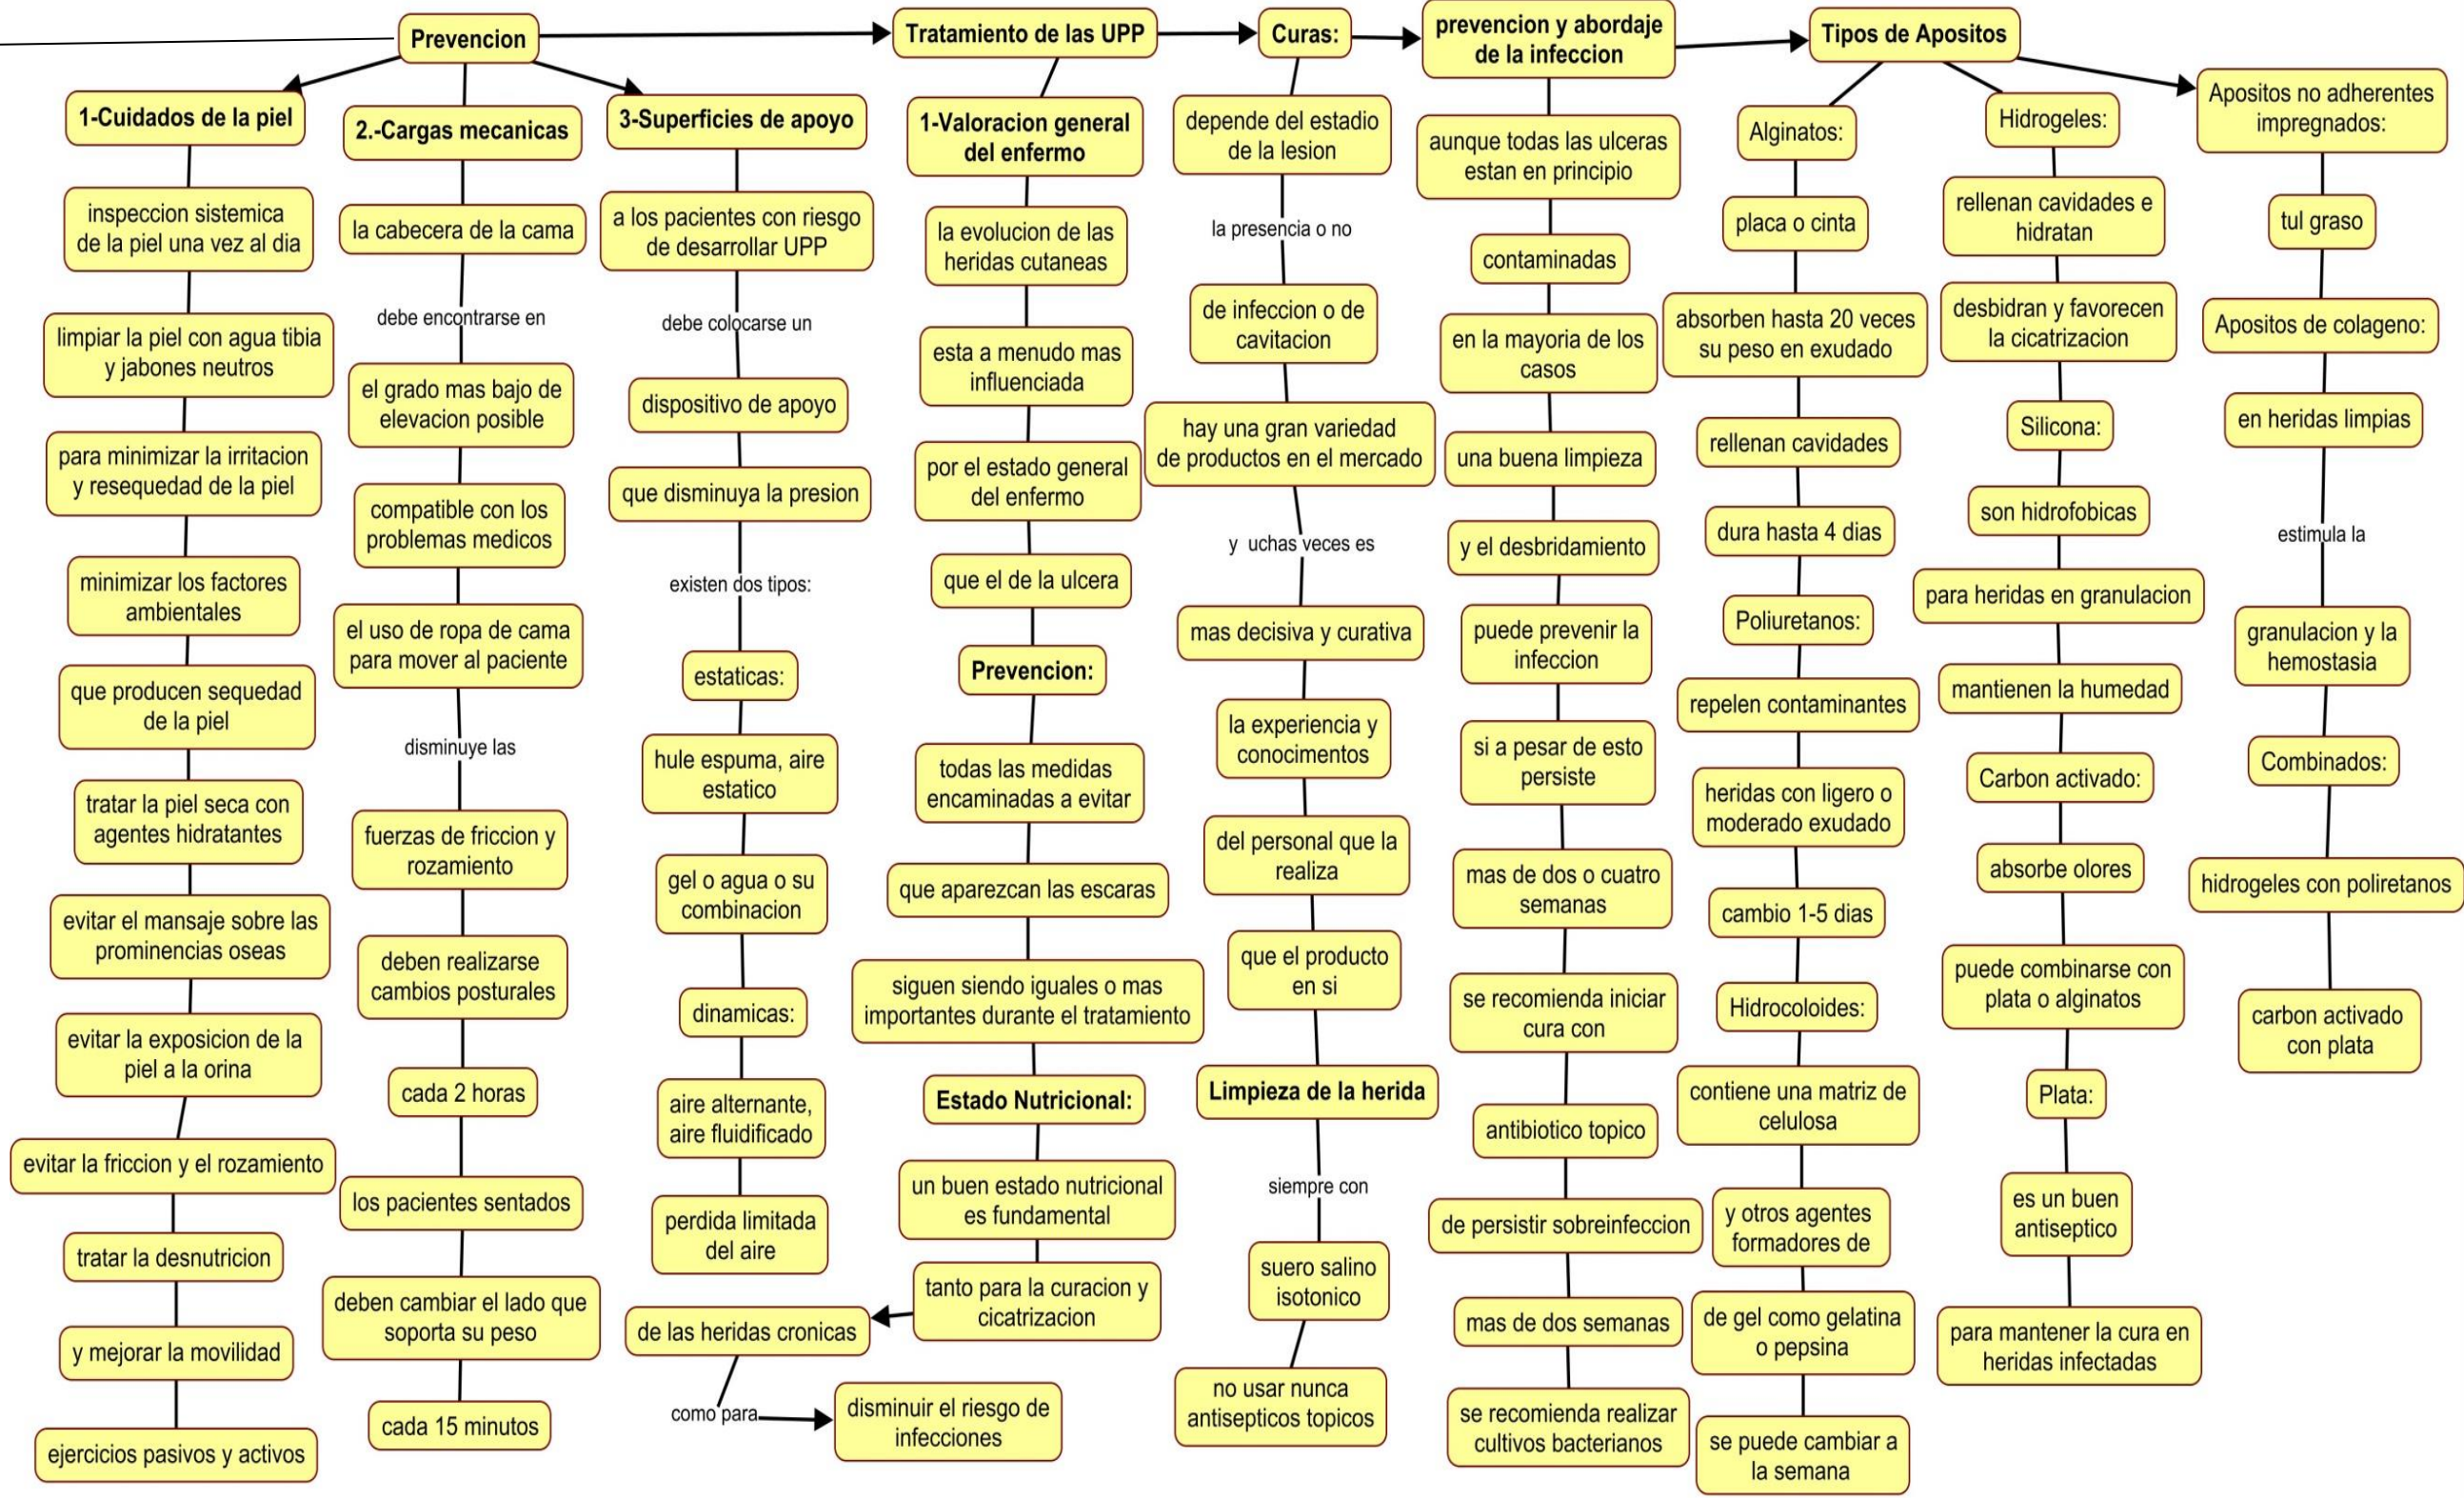 Prevencion
Tratamiento de las UPP
Curas:
prevencion y abordaje
de la infeccion
Tipos de Apositos
1-Cuidados de la piel
inspeccion sistemica
de la piel una vez al dia
limpiar la piel con agua tibia
y jabones neutros
para minimizar la irritacion
y resequedad de la piel
minimizar los factores
ambientales
que producen sequedad
de la piel
tratar la piel seca con
agentes hidratantes
evitar el mansaje sobre las
prominencias oseas
evitar la exposicion de la
piel a la orina
evitar la friccion y el rozamiento
tratar la desnutricion
y mejorar la movilidad
ejercicios pasivos y activos
2.-Cargas mecanicas
la cabecera de la cama
debe encontrarse en
el grado mas bajo de
elevacion posible
compatible con los
problemas medicos
el uso de ropa de cama
para mover al paciente
disminuye las
fuerzas de friccion y
rozamiento
deben realizarse
cambios posturales
cada 2 horas
los pacientes sentados
deben cambiar el lado que
soporta su peso
cada 15 minutos
3-Superficies de apoyo
a los pacientes con riesgo
de desarrollar UPP
debe colocarse un
dispositivo de apoyo
que disminuya la presion
existen dos tipos:
estaticas:
hule espuma, aire
estatico
gel o agua o su
combinacion
dinamicas:
aire alternante,
aire fluidificado
perdida limitada
del aire
1-Valoracion general
del enfermo
la evolucion de las
heridas cutaneas
esta a menudo mas
influenciada
por el estado general
del enfermo
que el de la ulcera
Prevencion:
todas las medidas
encaminadas a evitar
que aparezcan las escaras
siguen siendo iguales o mas
importantes durante el tratamiento
Estado Nutricional:
un buen estado nutricional
es fundamental
tanto para la curacion y
cicatrizacion
de las heridas cronicas
como para
disminuir el riesgo de
infecciones
depende del estadio
de la lesion
la presencia o no
de infeccion o de
cavitacion
hay una gran variedad
de productos en el mercado
y uchas veces es
mas decisiva y curativa
la experiencia y
conocimentos
del personal que la
realiza
que el producto
en si
Limpieza de la herida
siempre con
suero salino
isotonico
no usar nunca
antisepticos topicos
aunque todas las ulceras
estan en principio
contaminadas
en la mayoria de los
casos
una buena limpieza
y el desbridamiento
puede prevenir la
infeccion
si a pesar de esto
persiste
mas de dos o cuatro
semanas
se recomienda iniciar
cura con
antibiotico topico
de persistir sobreinfeccion
mas de dos semanas
se recomienda realizar
cultivos bacterianos
Alginatos:
placa o cinta
absorben hasta 20 veces
su peso en exudado
rellenan cavidades
dura hasta 4 dias
Poliuretanos:
repelen contaminantes
heridas con ligero o
moderado exudado
cambio 1-5 dias
Hidrocoloides:
contiene una matriz de
celulosa
y otros agentes
formadores de
de gel como gelatina
o pepsina
se puede cambiar a
la semana
Hidrogeles:
rellenan cavidades e
hidratan
desbidran y favorecen
la cicatrizacion
Silicona:
son hidrofobicas
para heridas en granulacion
mantienen la humedad
Carbon activado:
absorbe olores
puede combinarse con
plata o alginatos
Plata:
es un buen
antiseptico
para mantener la cura en
heridas infectadas
Apositos no adherentes
impregnados:
tul graso
Apositos de colageno:
en heridas limpias
estimula la
granulacion y la
hemostasia
Combinados:
hidrogeles con poliretanos
carbon activado
con plata